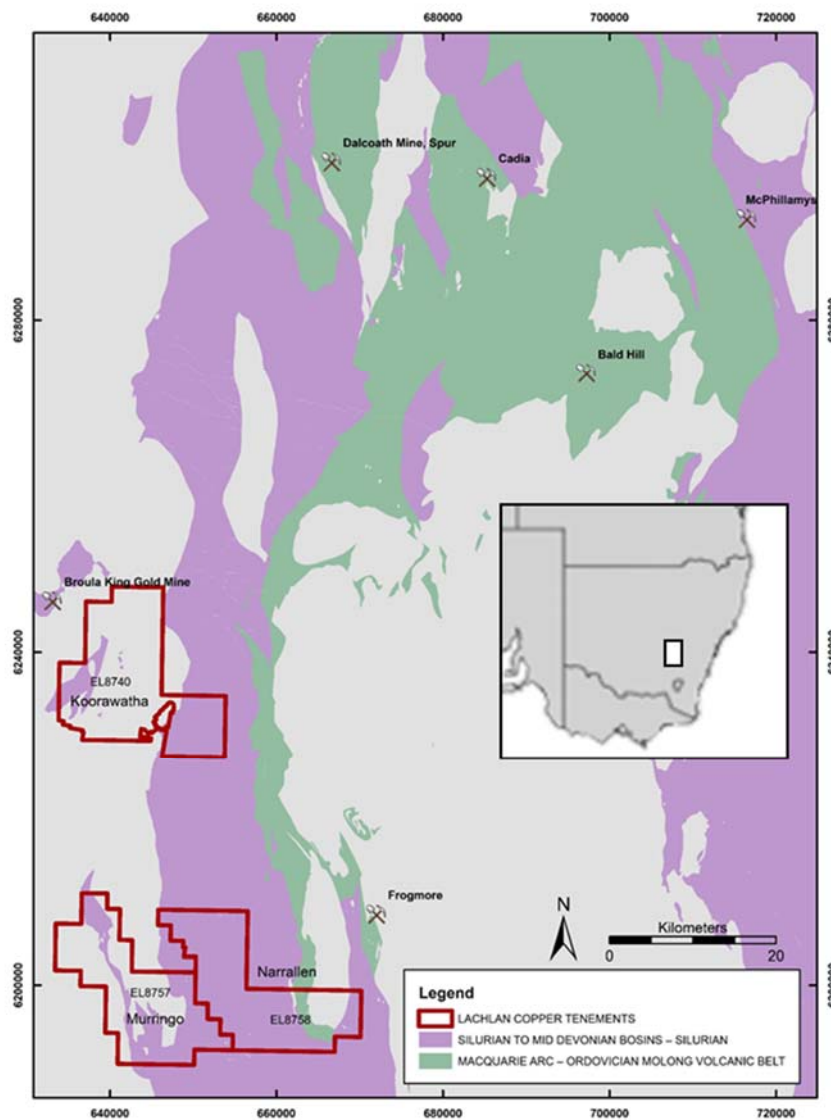 640000 660000 680000 700000 720000
Dalcoath Mine, Spur
Cadia
McPhillamys
6280000
Bald Hill
Broula King Gold Mine
6240000
EL8740
Koorawatha
Frogmore
N
Kilometers
0 20
Narrallen
6200000
EL8757
EL8758
Murringo
Legend
LACHLAN COPPER TENEMENTS
SILURIAN TO MID DEVONIAN BOSINS – SILURIAN
MACQUARIE ARC – ORDOVICIAN MOLONG VOLCANIC BELT
640000 660000 680000 700000 720000